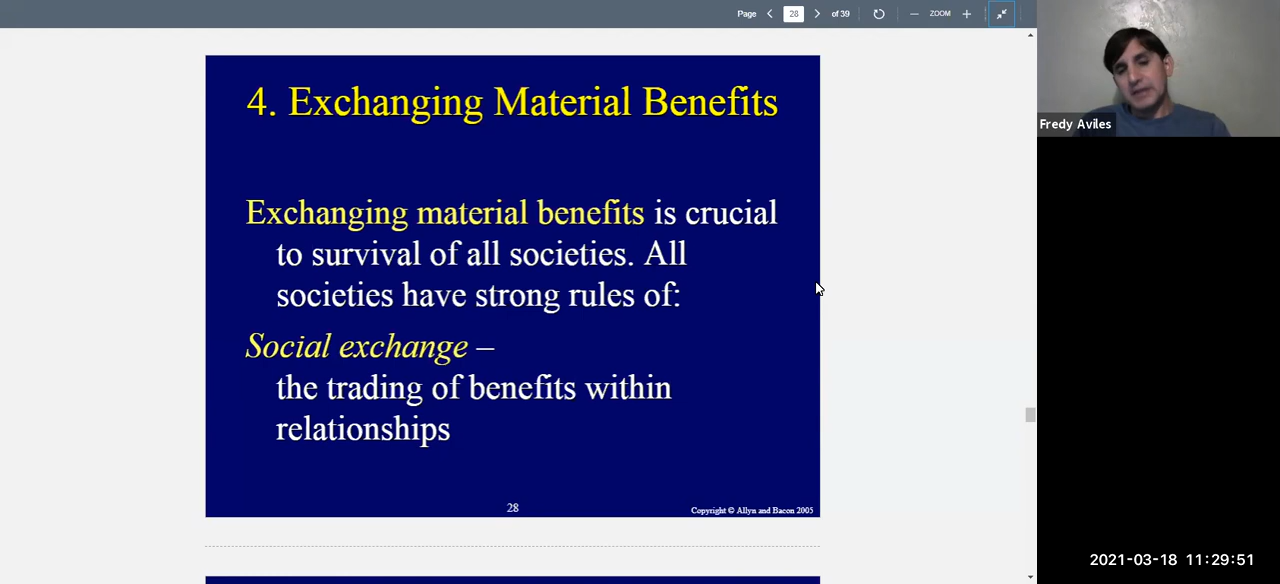 Page 28 of 39 ZOOM
4. Exchanging Material Benefits
Exchanging material benefits is crucial
to survival of all societies. All
societies have strong rules of:
Social exchange –
the trading of benefits within
relationships
28
Copyright © Allyn and Bacon 2005
Fredy Aviles
2021-03-18 11:29:51